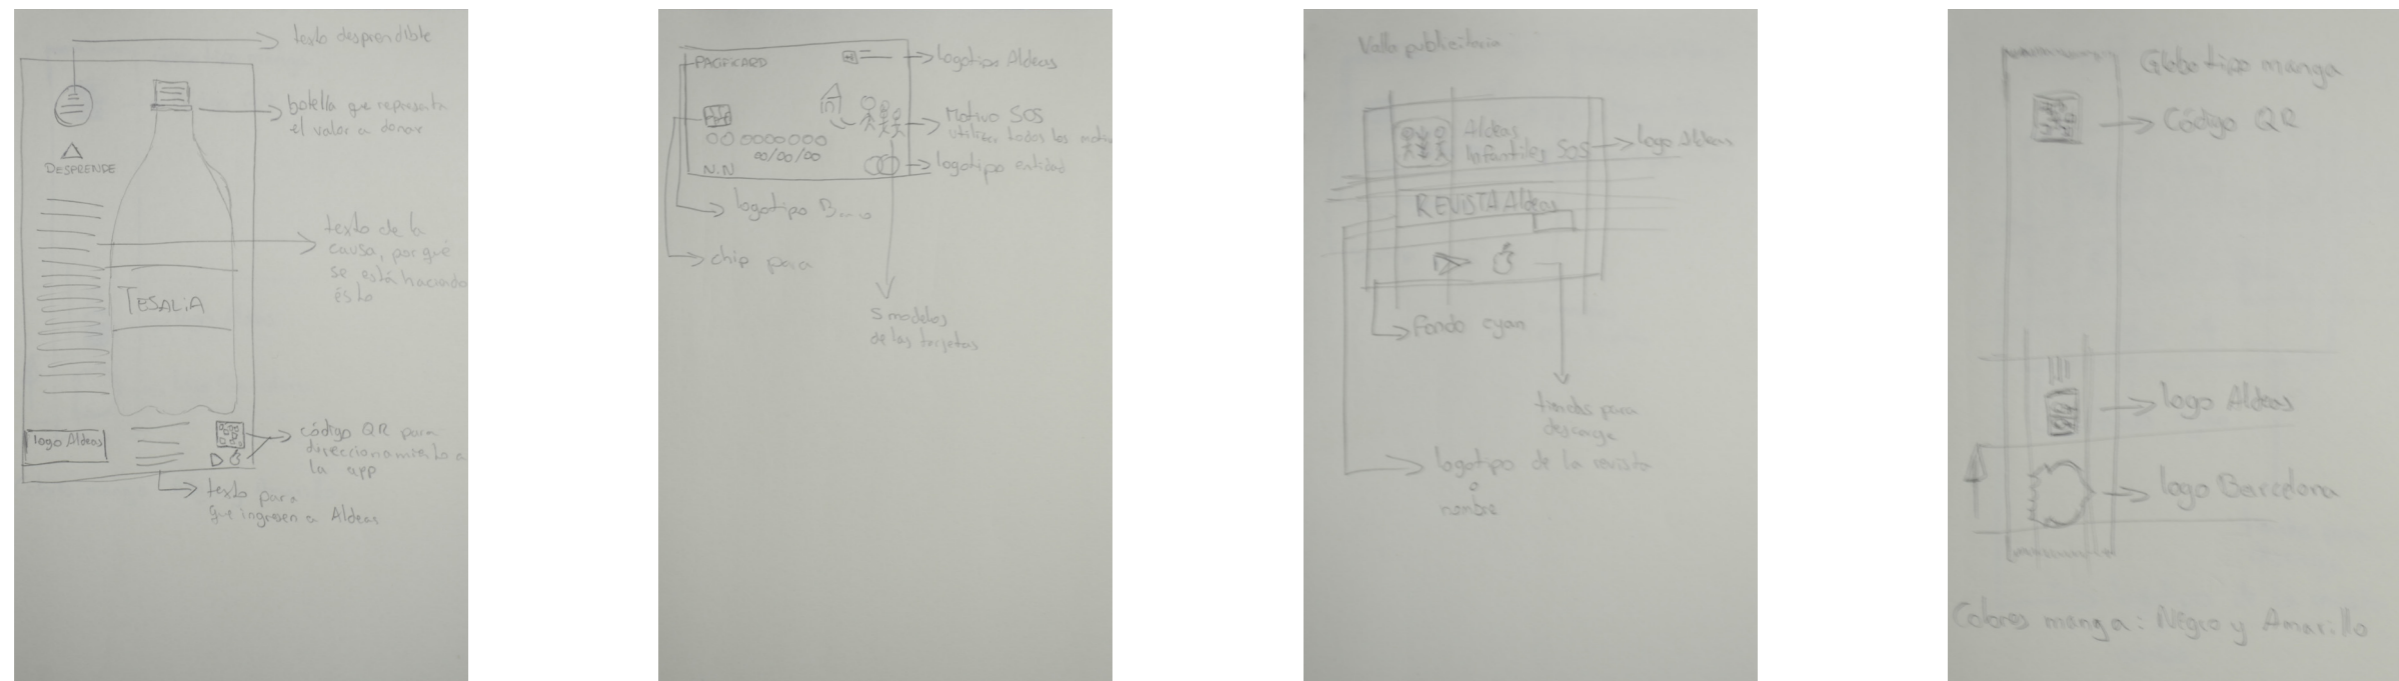 texto desprendible
botella que representa
el valor a donar
DESPRENDE
texto de la
causa, por qué
se está haciendo
ésto
TESALIA
logo Aldeas
código QR para
direccionamiento a
la app
texto para
que ingresen a Aldeas
PACIFICARD
logotipo Aldeas
Motivo SOS
utilizar todos los
00 0000000
00/00/00
N.N
logotipo entidad
logotipo Banco
chip para
5 modelos
de las tarjetas
Valla publicitaria
Aldeas
Infantiles SOS
logo Aldeas
REVISTA Aldeas
fondo cyan
tiendas para
descarga
logotipo de la revista
o
nombre
Globo tipo manga
Código QR
logo Aldeas
logo Barcelona
Colores manga: Negro y Amarillo